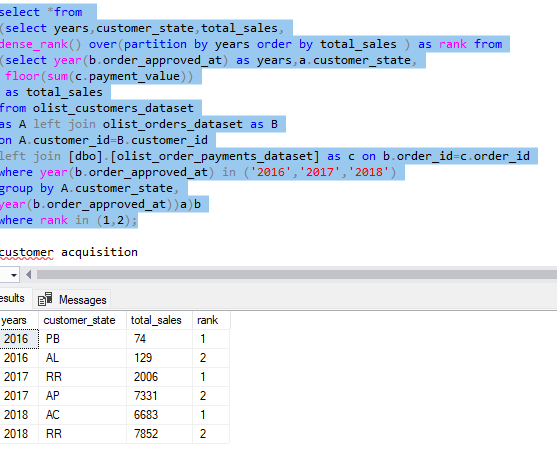 select *from
(select years,customer_state,total_sales,
dense_rank() over(partition by years order by total_sales ) as rank from
(select year(b.order_approved_at) as years,a.customer_state,
floor(sum(c.payment_value))
as total_sales
from olist_customers_dataset
as A left join olist_orders_dataset as B
on A.customer_id=B.customer_id
left join [dbo].[olist_order_payments_dataset] as c on b.order_id=c.order_id
where year(b.order_approved_at) in ('2016','2017','2018')
group by A.customer_state,
year(b.order_approved_at))a)b
where rank in (1,2);
customer acquisition
esults Messages
years customer_state total_sales rank
2016 PB 74 1
2016 AL 129 2
2017 RR 2006 1
2017 AP 7331 2
2018 AC 6683 1
2018 RR 7852 2